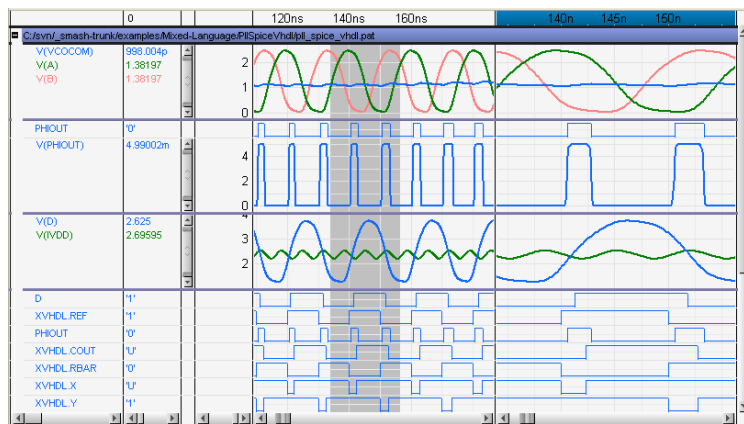 0 120ns 140ns 160ns 140n 145n 150n
C:/svn/_smash-trunk/examples/Mixed-Language/PllSpiceVhdl/pll_spice_vhdl.pat
V(VCOCOM) 998.004p
V(A) 1.38197 2
V(B) 1.38197
1
0
PHIOUT '0'
V(PHIOUT) 4.99002m 4
2
0
V(D) 2.625 4
V(IVDD) 2.69595 3
2
D '1'
XVHDL.REF '1'
PHIOUT '0'
XVHDL.COUT 'U'
XVHDL.RBAR '0'
XVHDL.X 'U'
XVHDL.Y '1'